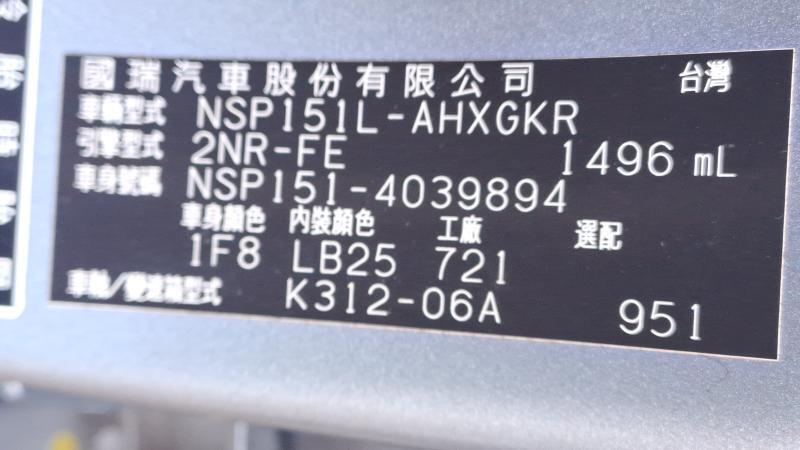 國瑞汽車股份有限公司 台灣
車輛型式 NSP151L-AHXGKR
引擎型式 2NR-FE 1496 mL
車身號碼 NSP151-4039894
車身顏色 內裝顏色 工廠 選配
1F8 LB25 721
車軸／變速箱型式 K312-06A 951